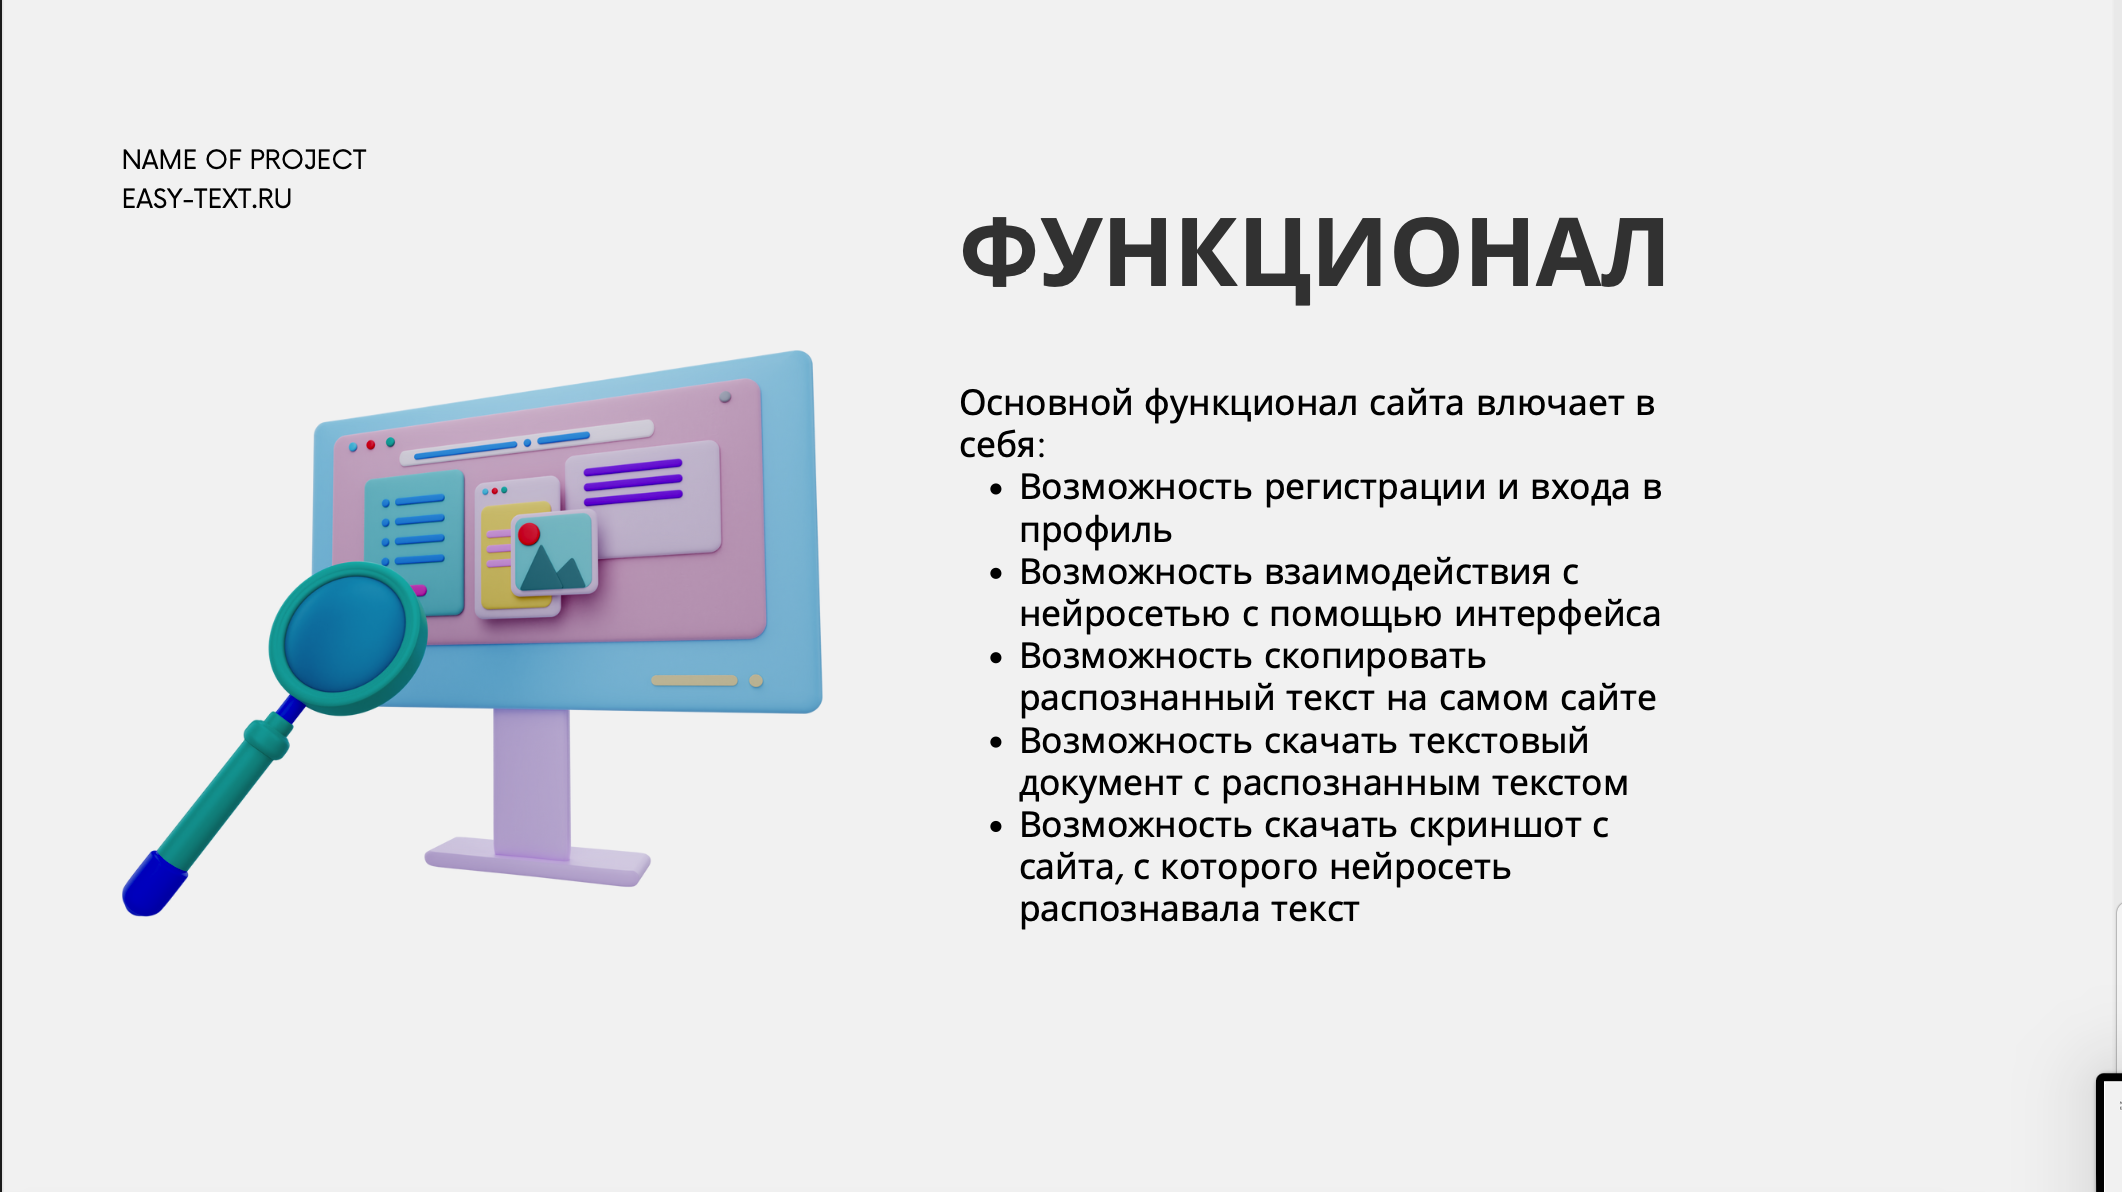 NAME OF PROJECT
EASY-TEXT.RU
ФУНКЦИОНАЛ
Основной функционал сайта влючает в
себя:
• Возможность регистрации и входа в
профиль
• Возможность взаимодействия с
нейросетью с помощью интерфейса
• Возможность скопировать
распознанный текст на самом сайте
• Возможность скачать текстовый
документ с распознанным текстом
• Возможность скачать скриншот с
сайта, с которого нейросеть
распознавала текст